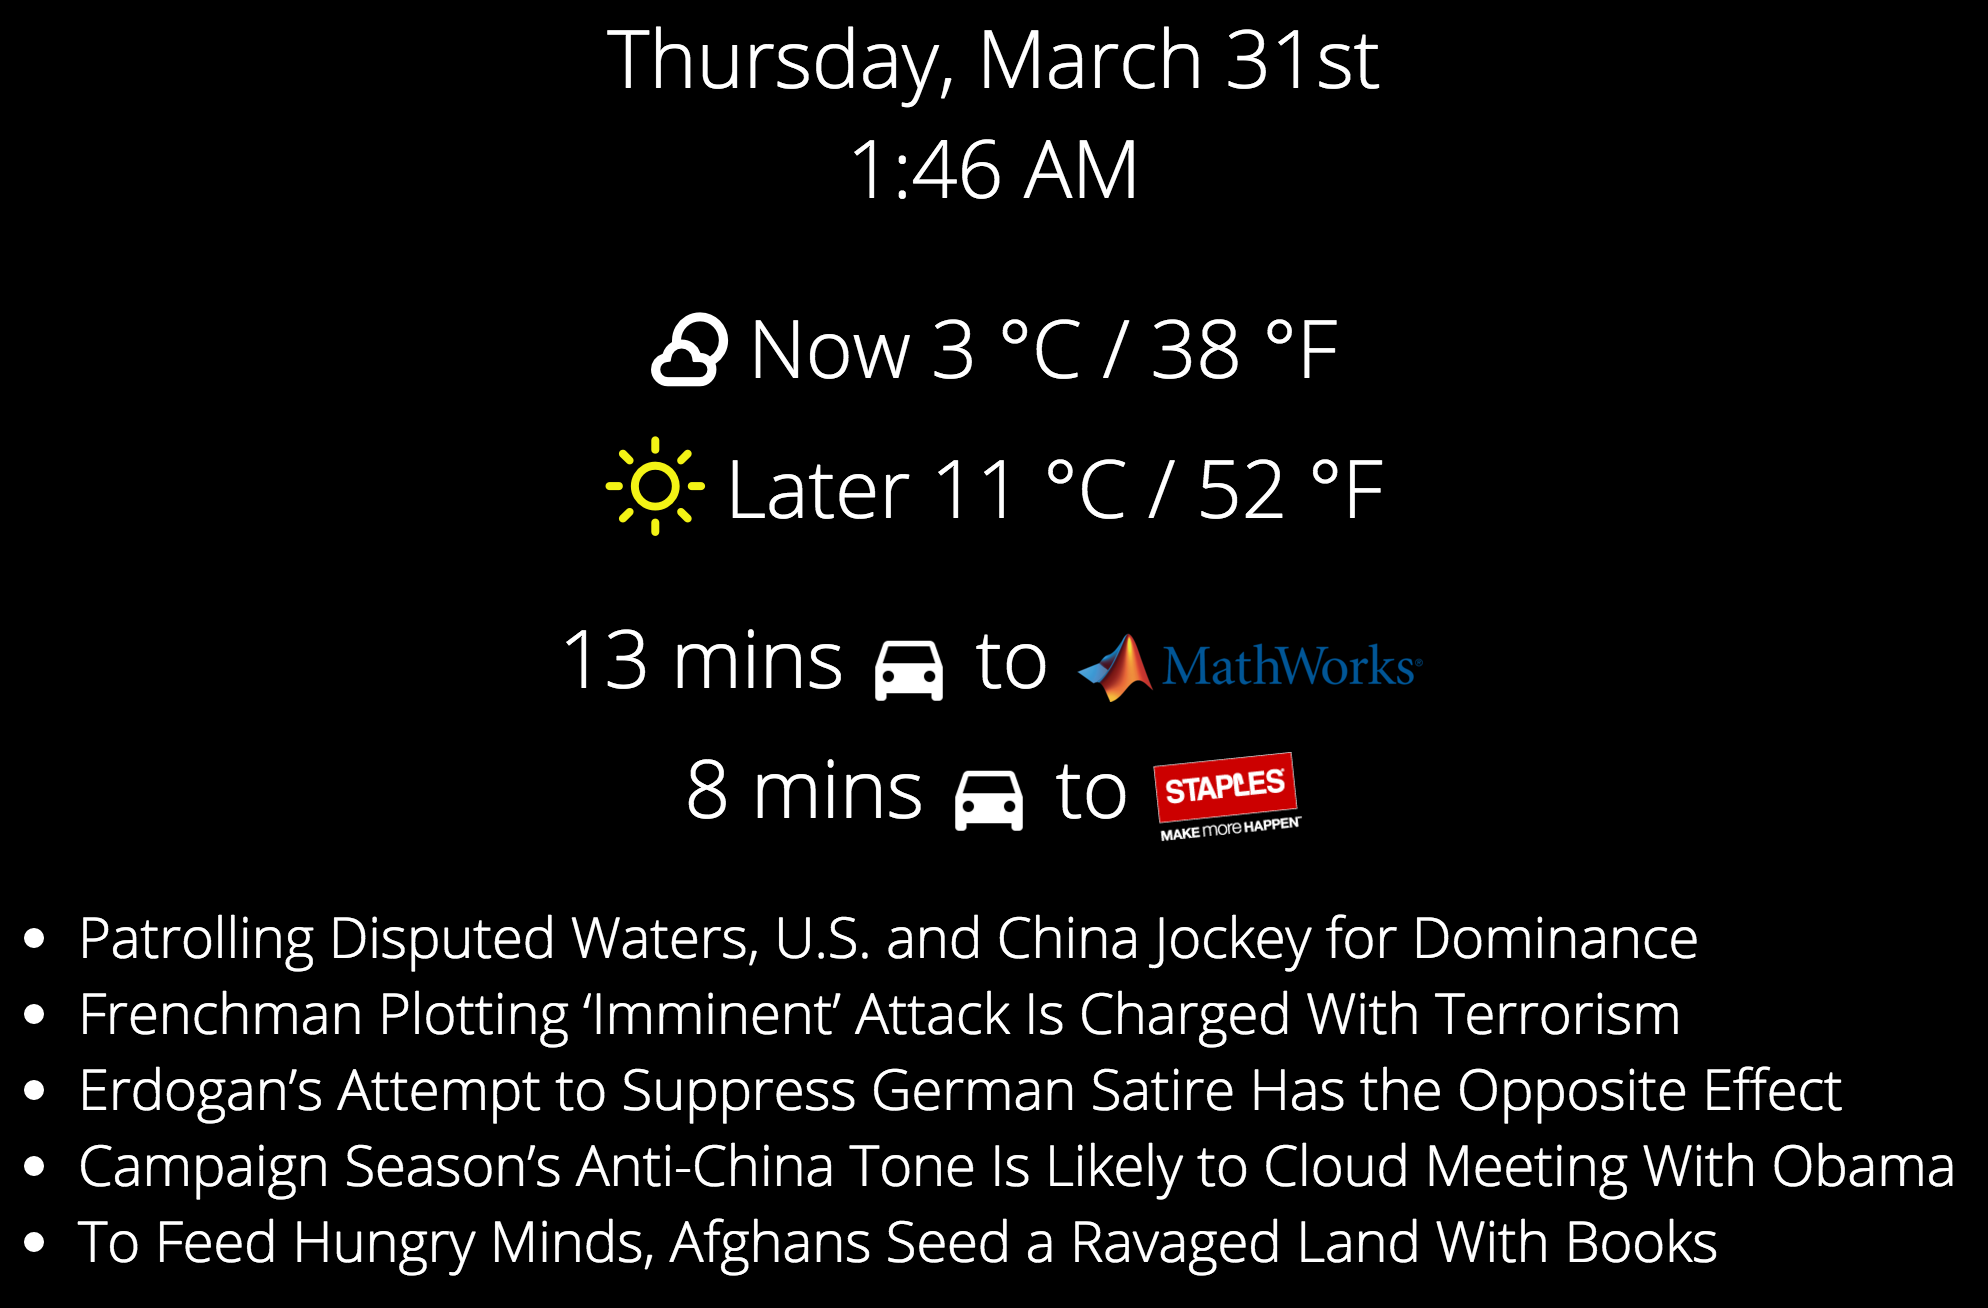 Thursday, March 31st
1:46 AM
Now 3 °C / 38 °F
Later 11 °C / 52 °F
13 mins to MathWorks®
8 mins to STAPLES
MAKE more HAPPEN™
• Patrolling Disputed Waters, U.S. and China Jockey for Dominance
• Frenchman Plotting ‘Imminent’ Attack Is Charged With Terrorism
• Erdogan’s Attempt to Suppress German Satire Has the Opposite Effect
• Campaign Season’s Anti-China Tone Is Likely to Cloud Meeting With Obama
• To Feed Hungry Minds, Afghans Seed a Ravaged Land With Books